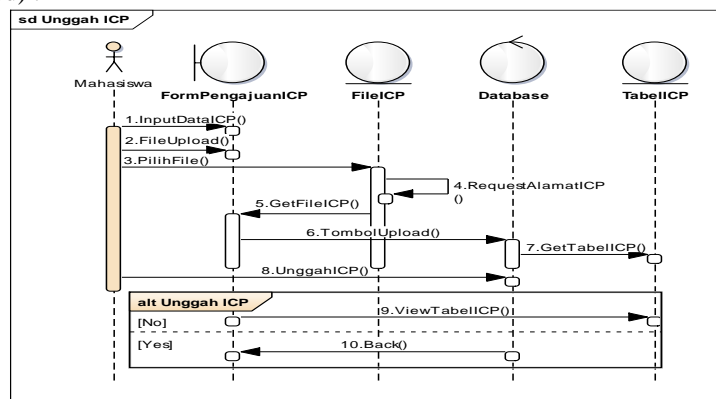 sd Unggah ICP
Mahasiswa
FormPengajuanICP
FileICP
Database
TabelICP
1.InputDataICP()
2.FileUpload()
3.PilihFile()
4.RequestAlamatICP
()
5.GetFileICP()
6.TombolUpload()
7.GetTabelICP()
8.UnggahICP()
alt Unggah ICP
9.ViewTabelICP()
[No]
[Yes]
10.Back()